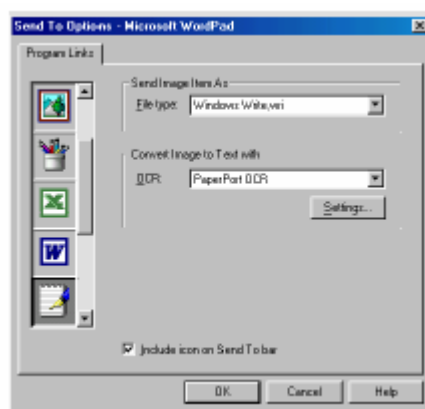 Send To Options - Microsoft WordPad
Program Links
Send Image Item As
File type: Windows Write,wri
Convert Image to Text with
OCR: PaperPort OCR
Settings...
Include icon on Send To bar
OK Cancel Help